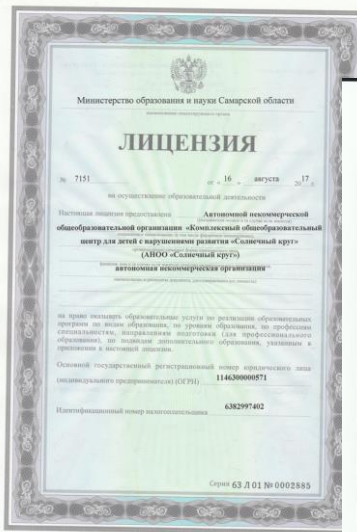 Министерство образования и науки Самарской области
ЛИЦЕНЗИЯ
№ 7151 от « 16 » августа 2017 г.
на осуществление образовательной деятельности
Настоящая лицензия предоставлена Автономной некоммерческой
общеобразовательной организации «Комплексный общеобразовательный
центр для детей с нарушениями развития «Солнечный круг»
(АНОО «Солнечный круг»)
автономная некоммерческая организация
на право оказывать образовательные услуги по реализации образовательных
программ по видам образования, по уровням образования, по профессиям
специальностям, направлениям подготовки (для профессионального
образования), по подвидам дополнительного образования, указанным в
приложении к настоящей лицензии.
Основной государственный регистрационный номер юридического лица
(индивидуального предпринимателя) (ОГРН) 1146300000571
Идентификационный номер налогоплательщика 6382997402
Серия 63 Л 01 № 0002885